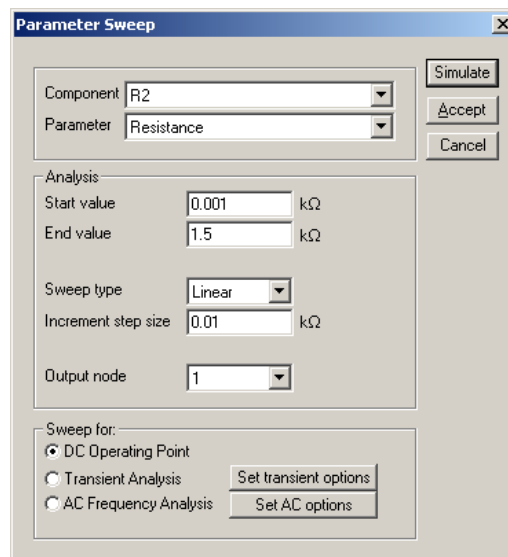 Parameter Sweep
Simulate
Component R2
Accept
Parameter Resistance
Cancel
Analysis
Start value 0.001 kΩ
End value 1.5 kΩ
Sweep type Linear
Increment step size 0.01 kΩ
Output node 1
Sweep for:
DC Operating Point
Transient Analysis Set transient options
AC Frequency Analysis Set AC options